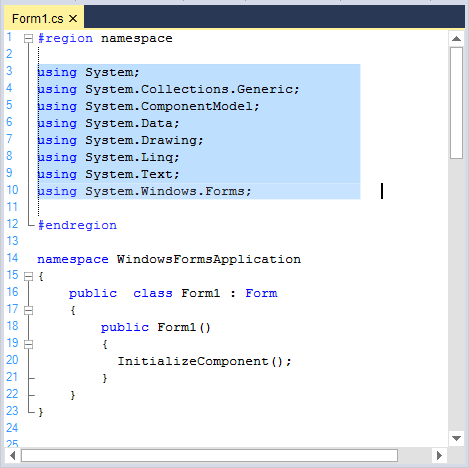 Form1.cs ×
1 #region namespace
2
3 using System;
4 using System.Collections.Generic;
5 using System.ComponentModel;
6 using System.Data;
7 using System.Drawing;
8 using System.Linq;
9 using System.Text;
10 using System.Windows.Forms;
11
12 #endregion
13
14 namespace WindowsFormsApplication
15 {
16     public  class Form1 : Form
17     {
18         public Form1()
19         {
20           InitializeComponent();
21         }
22     }
23 }
24
25